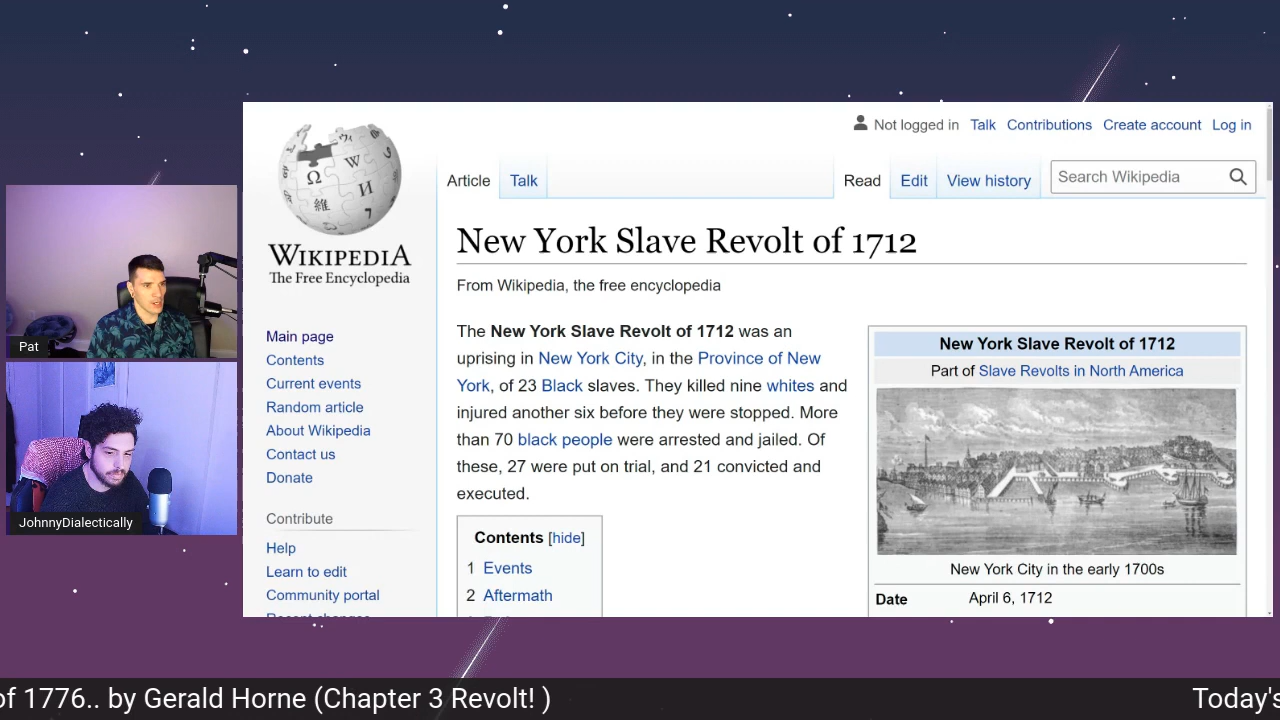 Not logged in Talk Contributions Create account Log in
Article Talk Read Edit View history Search Wikipedia
WIKIPEDIA
The Free Encyclopedia
Main page
Contents
Current events
Random article
About Wikipedia
Contact us
Donate
Contribute
Help
Learn to edit
Community portal
Recent changes
New York Slave Revolt of 1712
From Wikipedia, the free encyclopedia
The New York Slave Revolt of 1712 was an
uprising in New York City, in the Province of New
York, of 23 Black slaves. They killed nine whites and
injured another six before they were stopped. More
than 70 black people were arrested and jailed. Of
these, 27 were put on trial, and 21 convicted and
executed.
Contents [hide]
1 Events
2 Aftermath
New York Slave Revolt of 1712
Part of Slave Revolts in North America
New York City in the early 1700s
Date April 6, 1712
Pat
JohnnyDialectically
of 1776.. by Gerald Horne (Chapter 3 Revolt! ) Today's